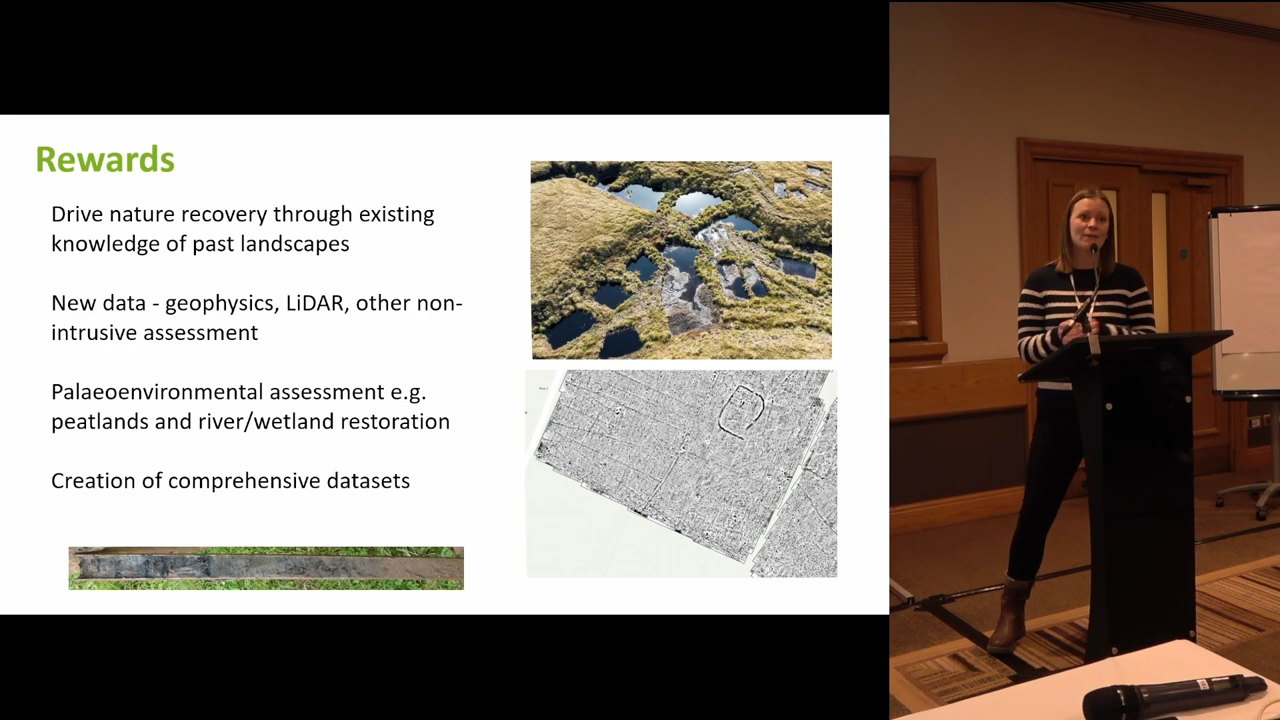 Rewards
Drive nature recovery through existing
knowledge of past landscapes
New data - geophysics, LiDAR, other non-
intrusive assessment
Palaeoenvironmental assessment e.g.
peatlands and river/wetland restoration
Creation of comprehensive datasets